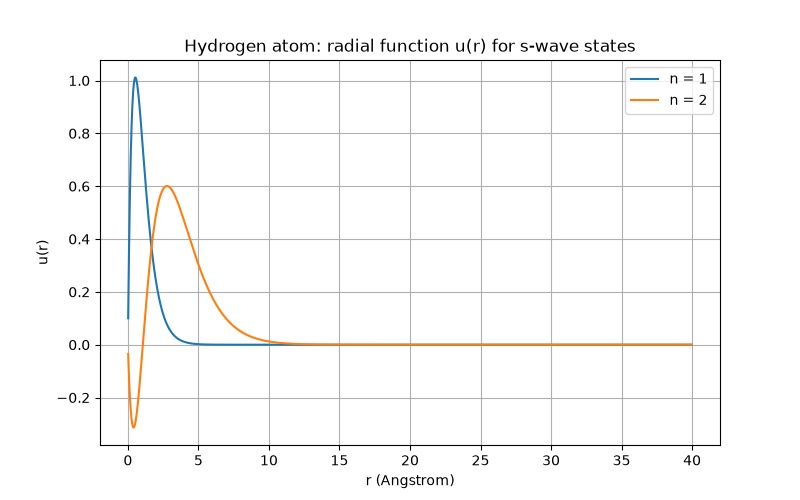 Hydrogen atom: radial function u(r) for s-wave states
n = 1
n = 2
1.0
0.8
0.6
0.4
0.2
0.0
−0.2
u(r)
0 5 10 15 20 25 30 35 40
r (Angstrom)